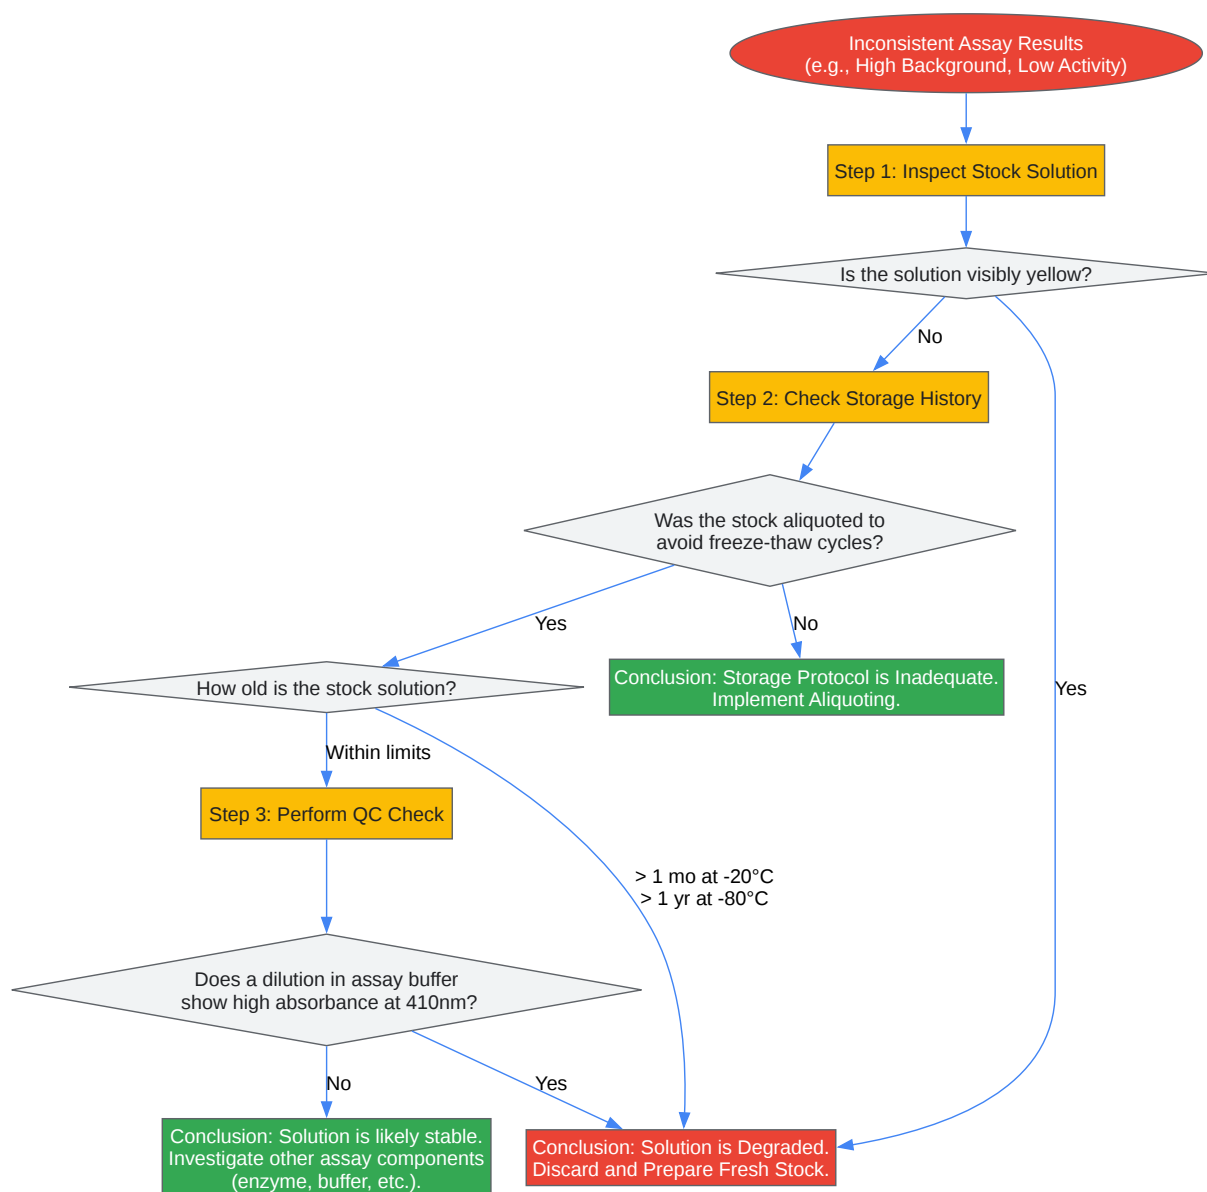 Inconsistent Assay Results
(e.g., High Background, Low Activity)
Step 1: Inspect Stock Solution
Is the solution visibly yellow?
No
Step 2: Check Storage History
Was the stock aliquoted to
avoid freeze-thaw cycles?
Yes
No
How old is the stock solution?
Conclusion: Storage Protocol is Inadequate.
Implement Aliquoting.
Yes
Within limits
Step 3: Perform QC Check
> 1 mo at -20°C
> 1 yr at -80°C
Does a dilution in assay buffer
show high absorbance at 410nm?
No
Yes
Conclusion: Solution is likely stable.
Investigate other assay components
(enzyme, buffer, etc.).
Conclusion: Solution is Degraded.
Discard and Prepare Fresh Stock.